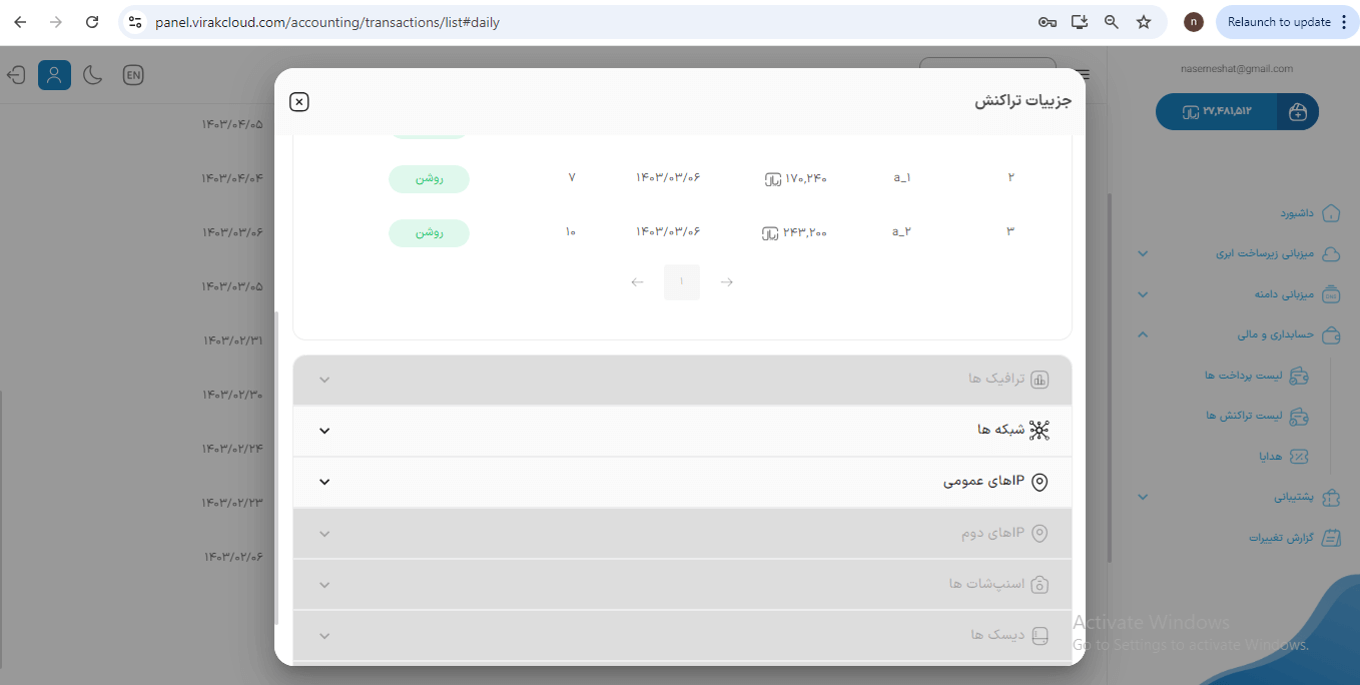 panel.virakcloud.com/accounting/transactions/list#daily
n
Relaunch to update
nasemeshat@gmail.com
۲۷,۴۸۱,۵۱۲ ریال
داشبورد
میزبانی زیرساخت ابری
میزبانی دامنه
حسابداری و مالی
لیست پرداخت ها
لیست تراکنش ها
هدایا
پشتیبانی
گزارش تغییرات
EN
جزییات تراکنش
۲ a_۱ ۱۷۰,۲۴۰ ریال ۱۴۰۳/۰۳/۰۶ ۷ روشن
۳ a_۲ ۲۴۳,۲۰۰ ریال ۱۴۰۳/۰۳/۰۶ ۱۰ روشن
۱
ترافیک ها
شبکه ها
IPهای عمومی
IPهای دوم
اسنپ‌شات ها
دیسک ها
۱۴۰۳/۰۴/۰۵
۱۴۰۳/۰۴/۰۴
۱۴۰۳/۰۳/۰۶
۱۴۰۳/۰۳/۰۵
۱۴۰۳/۰۲/۳۱
۱۴۰۳/۰۲/۳۰
۱۴۰۳/۰۲/۲۴
۱۴۰۳/۰۲/۲۳
۱۴۰۳/۰۲/۰۶
Activate Windows
Go to Settings to activate Windows.